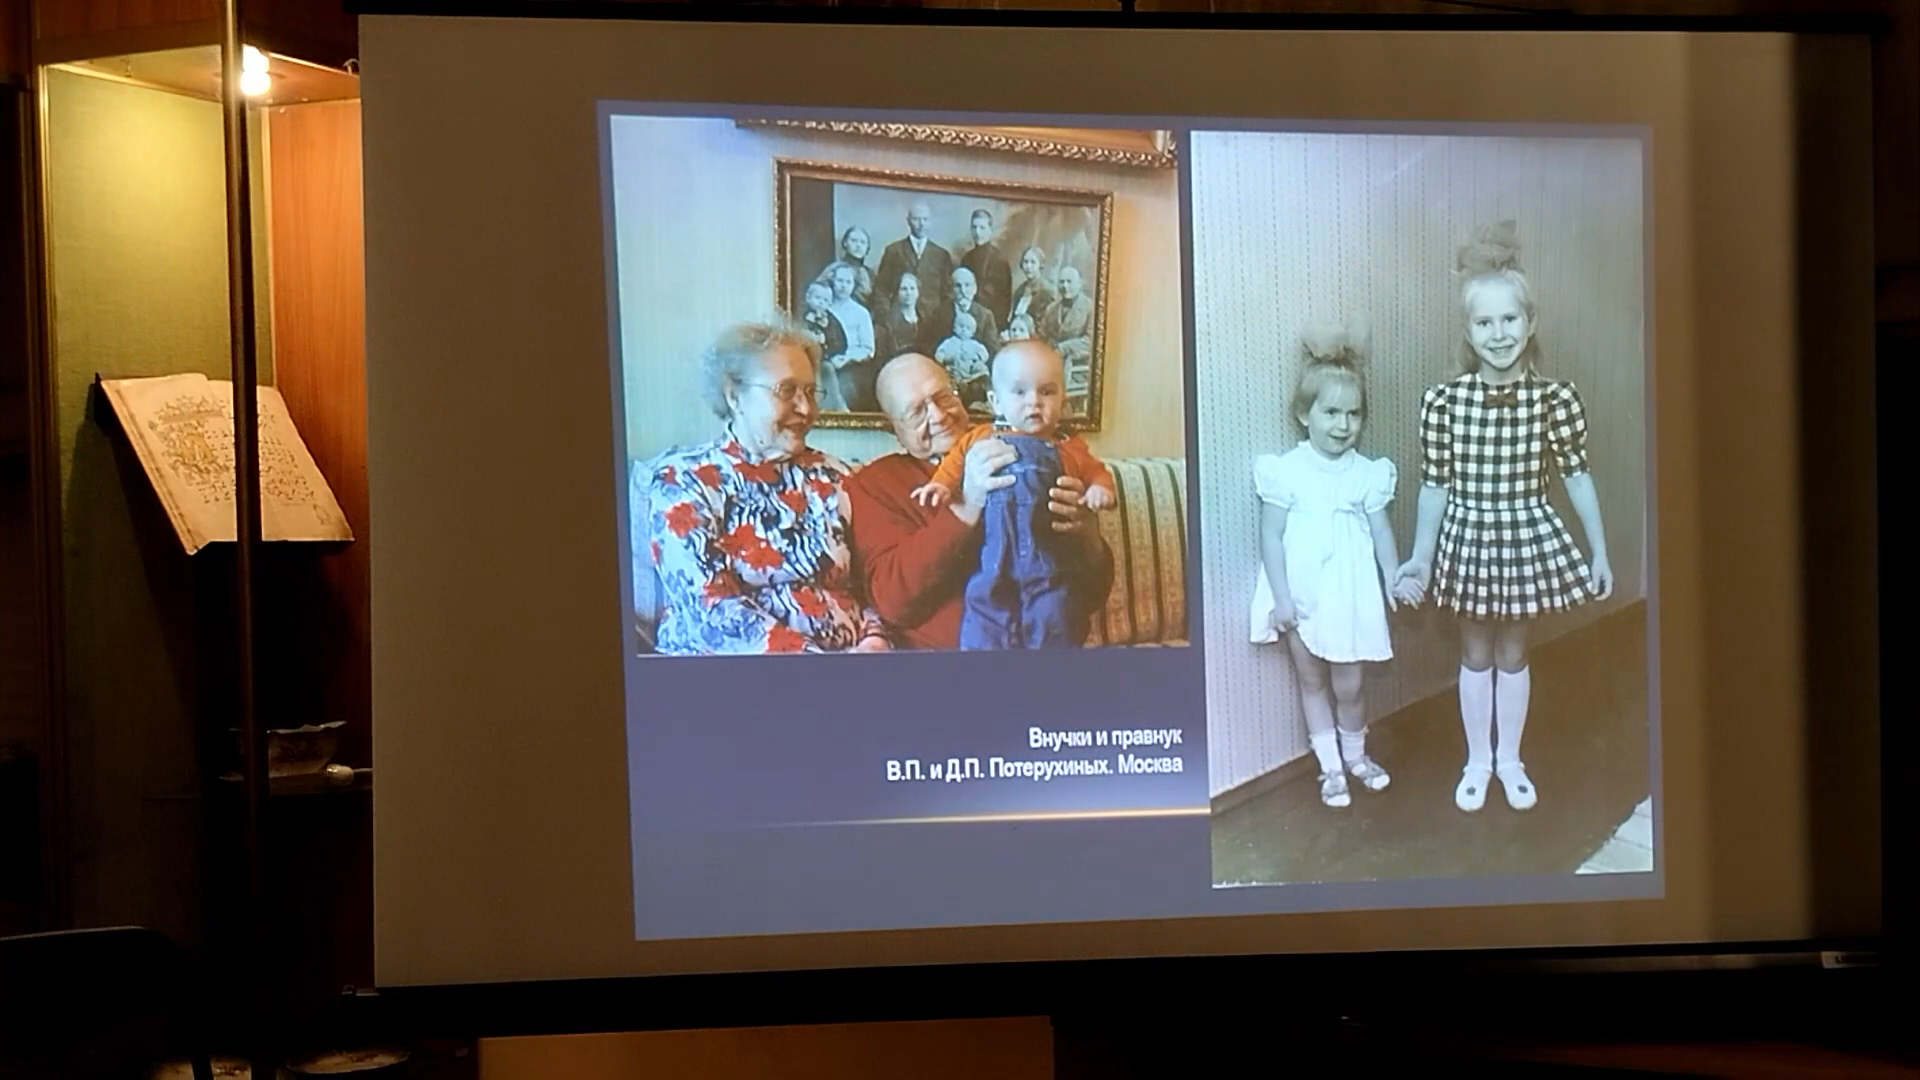 Внучки и правнук
В.П. и Д.П. Потерухиных. Москва